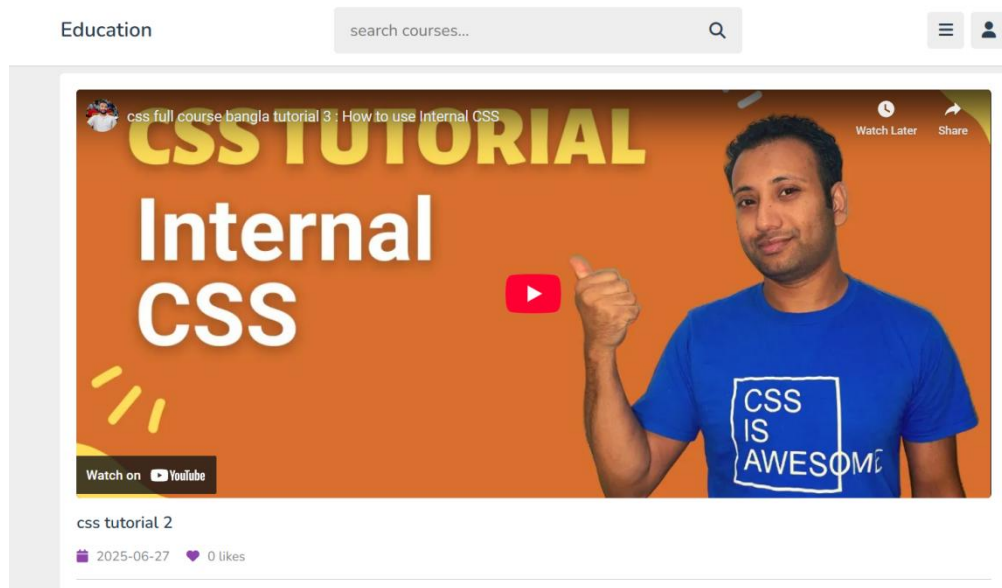 Education
search courses...
css full course bangla tutorial 3 : How to use Internal CSS
Watch Later
Share
CSS TUTORIAL
Internal
CSS
CSS
IS
AWESOME
Watch on YouTube
css tutorial 2
2025-06-27
0 likes